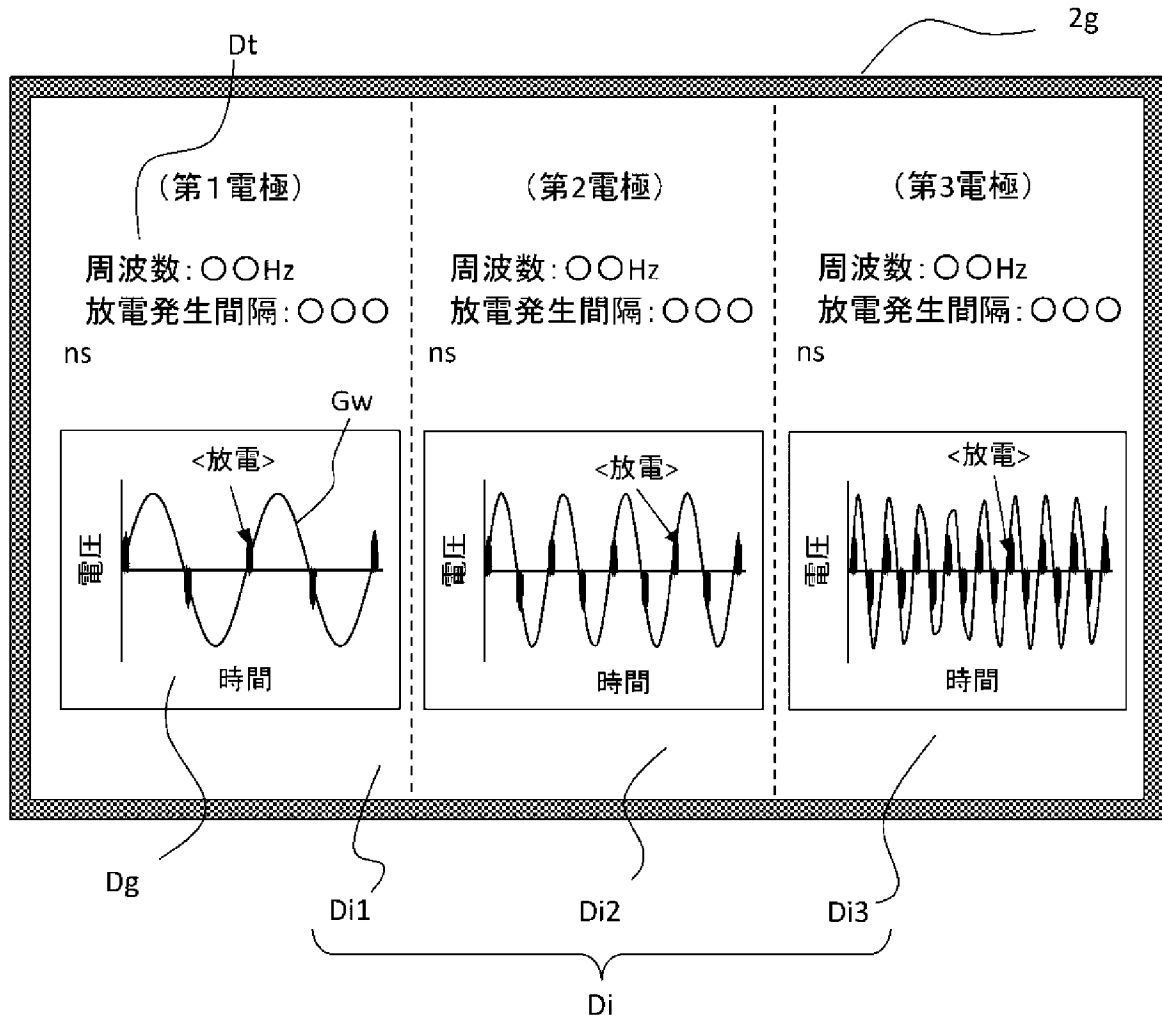 2g
Dt
(第1電極)
周波数:〇〇Hz
放電発生間隔:〇〇〇
ns
Gw
<放電>
電圧
時間
(第2電極)
周波数:〇〇Hz
放電発生間隔:〇〇〇
ns
<放電>
電圧
時間
(第3電極)
周波数:〇〇Hz
放電発生間隔:〇〇〇
ns
<放電>
電圧
時間
Dg
Di1
Di2
Di3
Di